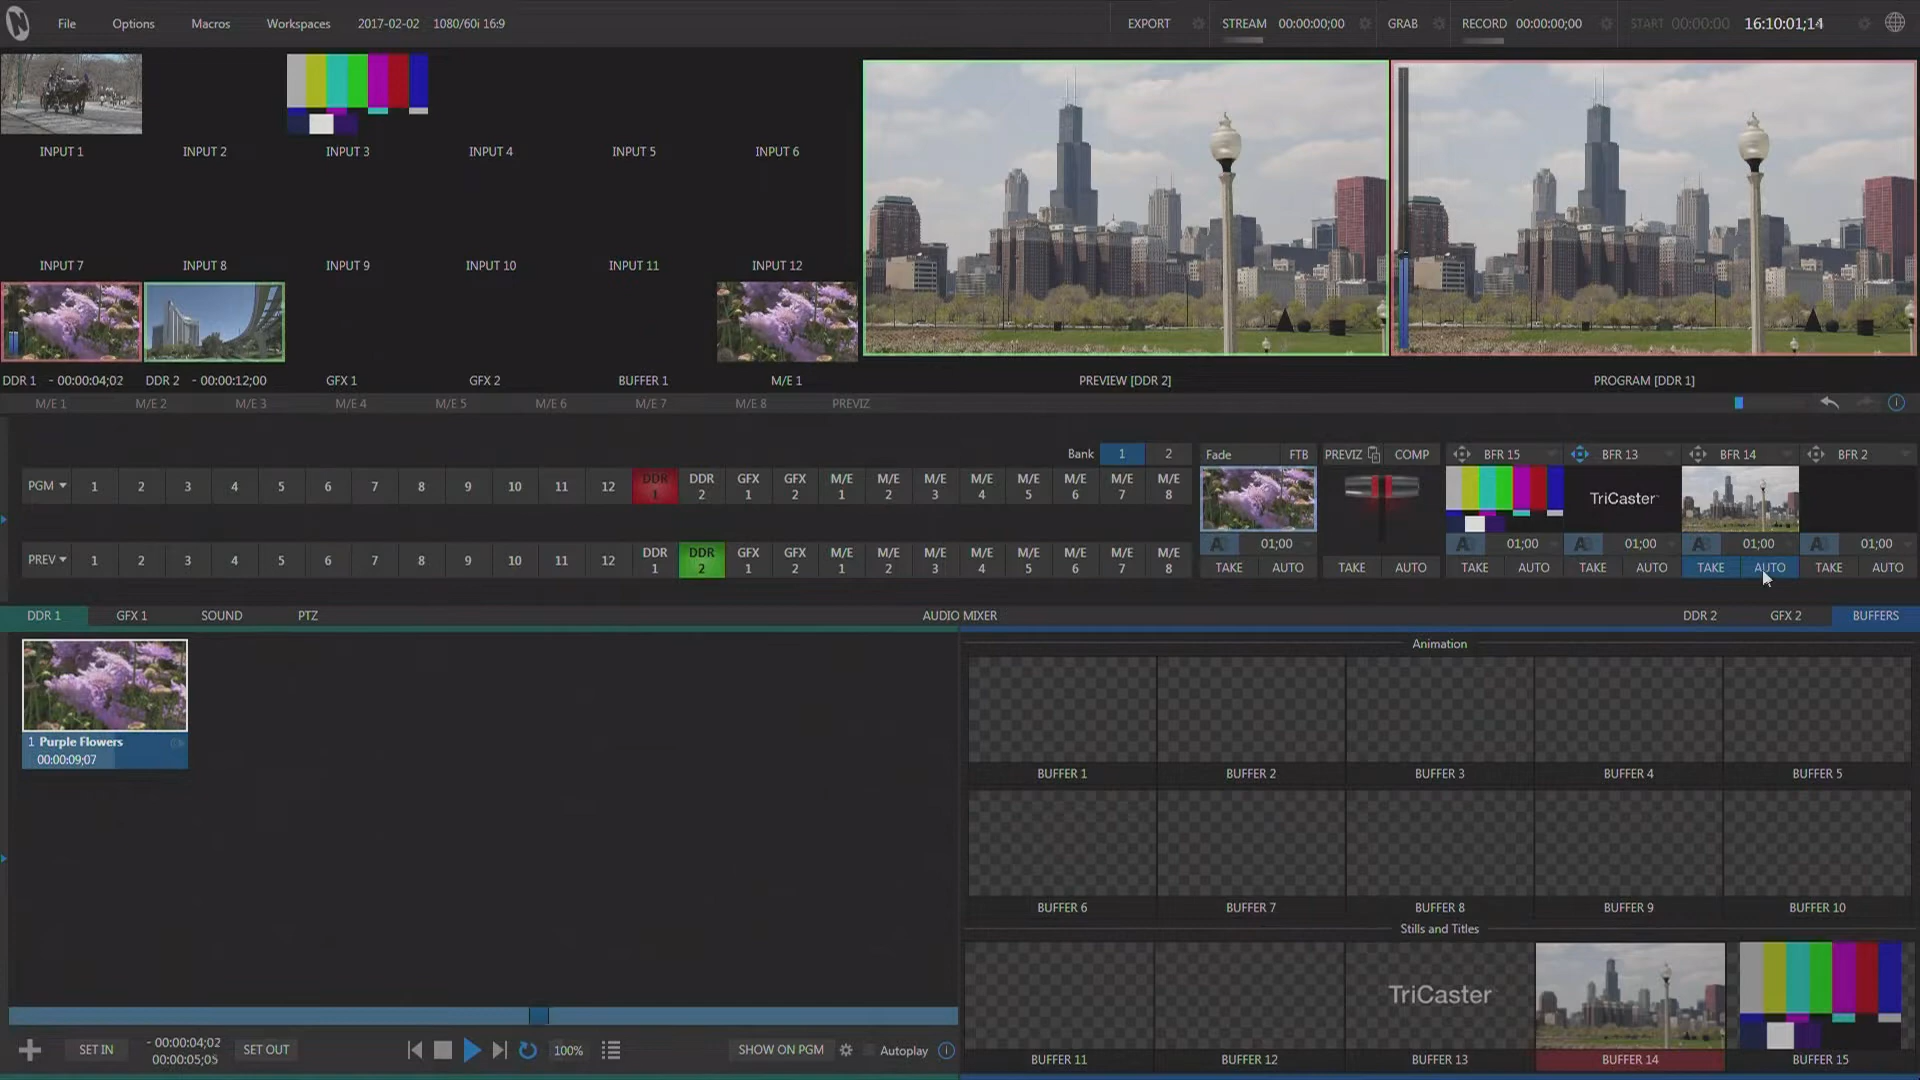 File Options Macros Workspaces 2017-02-02 1080/60i 16:9 EXPORT STREAM 00:00:00;00 GRAB RECORD 00:00:00;00 START 00:00:00 16:10:01;14
INPUT 1 INPUT 2 INPUT 3 INPUT 4 INPUT 5 INPUT 6
INPUT 7 INPUT 8 INPUT 9 INPUT 10 INPUT 11 INPUT 12
DDR 1 - 00:00:04;02 DDR 2 - 00:00:12;00 GFX 1 GFX 2 BUFFER 1 M/E 1 PREVIEW [DDR 2] PROGRAM [DDR 1]
M/E 1 M/E 2 M/E 3 M/E 4 M/E 5 M/E 6 M/E 7 M/E 8 PREVIZ
Bank 1 2 Fade FTB PREVIZ COMP BFR 15 BFR 13 BFR 14 BFR 2
PGM 1 2 3 4 5 6 7 8 9 10 11 12 DDR 1 DDR 2 GFX 1 GFX 2 M/E 1 M/E 2 M/E 3 M/E 4 M/E 5 M/E 6 M/E 7 M/E 8
TriCaster
01;00 01;00 01;00 01;00 01;00
PREV 1 2 3 4 5 6 7 8 9 10 11 12 DDR 1 DDR 2 GFX 1 GFX 2 M/E 1 M/E 2 M/E 3 M/E 4 M/E 5 M/E 6 M/E 7 M/E 8
TAKE AUTO TAKE AUTO TAKE AUTO TAKE AUTO TAKE AUTO TAKE AUTO
DDR 1 GFX 1 SOUND PTZ AUDIO MIXER DDR 2 GFX 2 BUFFERS
Animation
1 Purple Flowers
00:00:09;07
BUFFER 1 BUFFER 2 BUFFER 3 BUFFER 4 BUFFER 5
BUFFER 6 BUFFER 7 BUFFER 8 BUFFER 9 BUFFER 10
Stills and Titles
TriCaster
BUFFER 11 BUFFER 12 BUFFER 13 BUFFER 14 BUFFER 15
SET IN - 00:00:04;02 SET OUT 100% SHOW ON PGM Autoplay
00:00:05;05